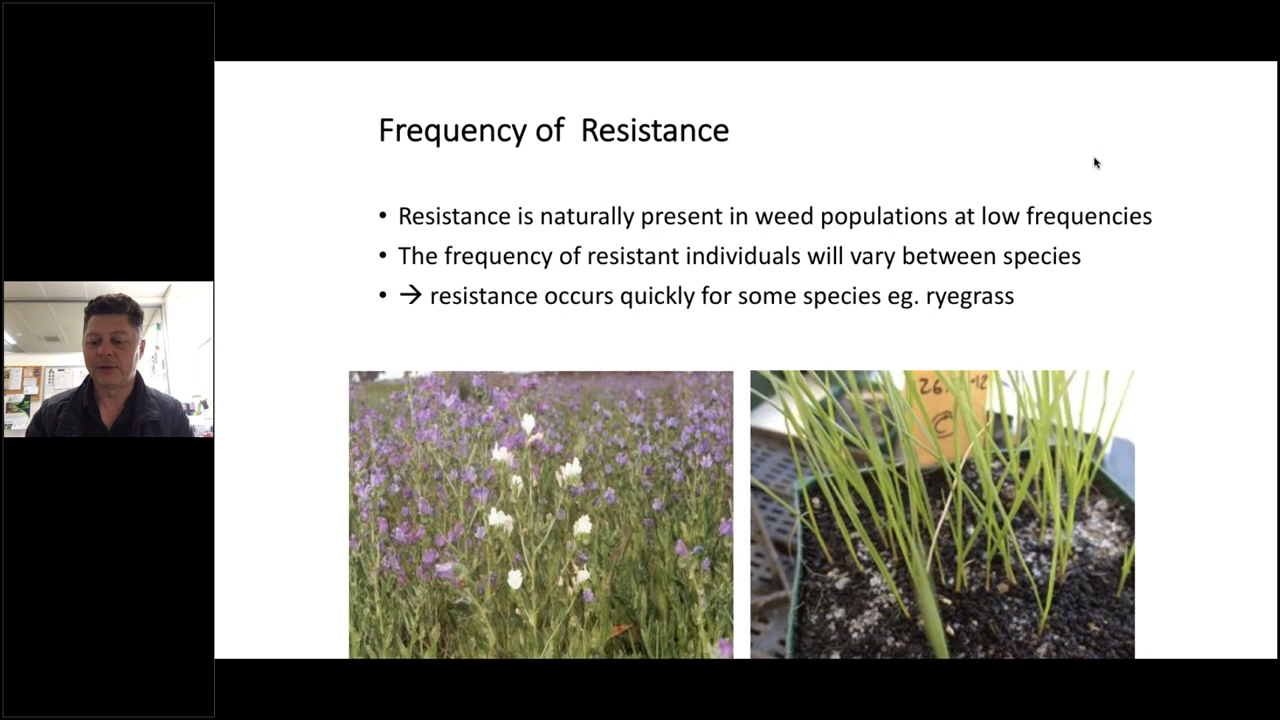 Frequency of  Resistance
• Resistance is naturally present in weed populations at low frequencies
• The frequency of resistant individuals will vary between species
• → resistance occurs quickly for some species eg. ryegrass